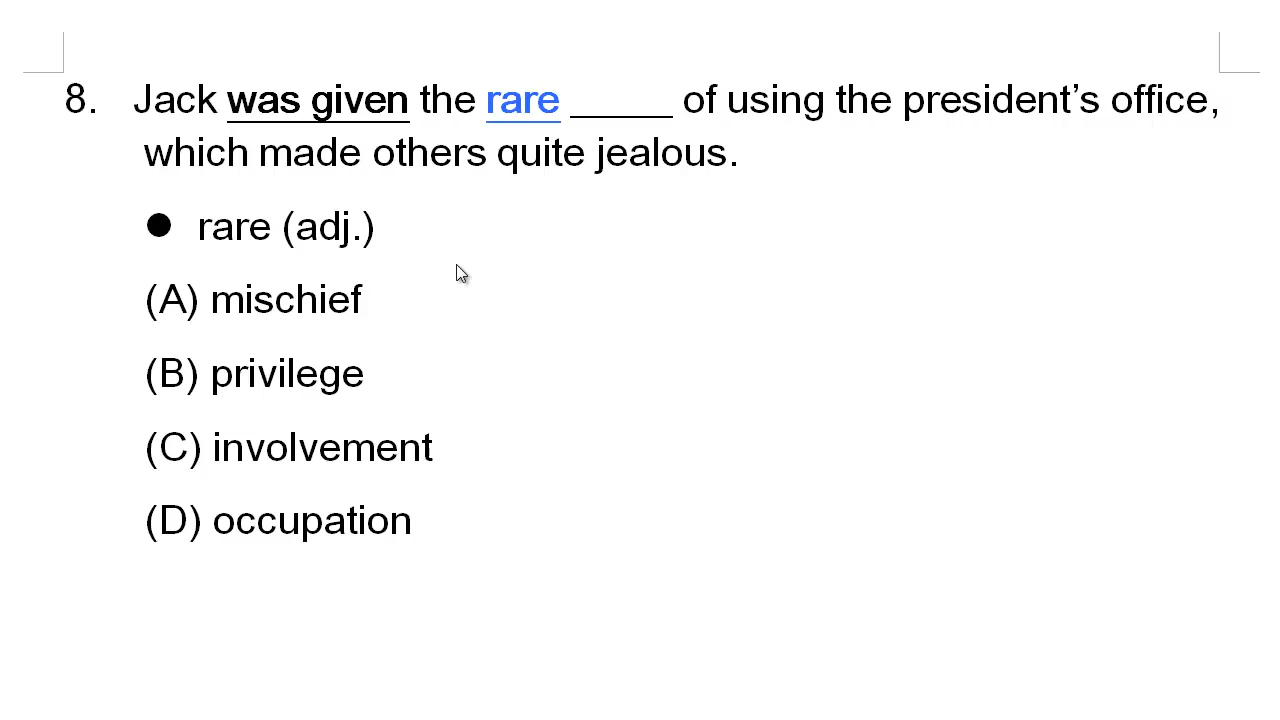 8. Jack was given the rare _____ of using the president’s office,
which made others quite jealous.
● rare (adj.)
(A) mischief
(B) privilege
(C) involvement
(D) occupation